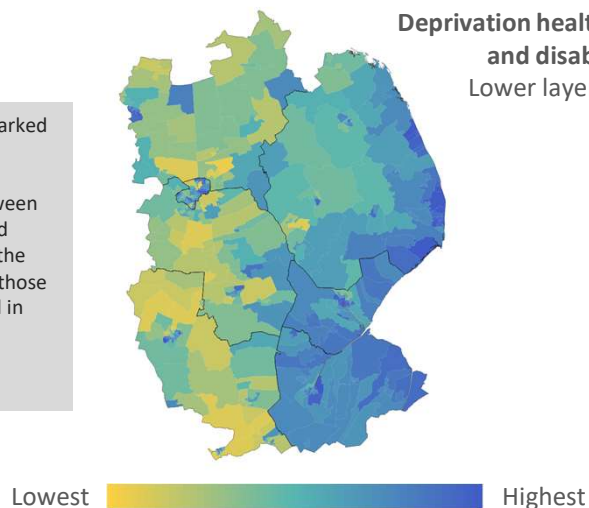 Deprivation healt
and disab
Lower laye
arked
ween
d
the
those
l in
Lowest
Highest